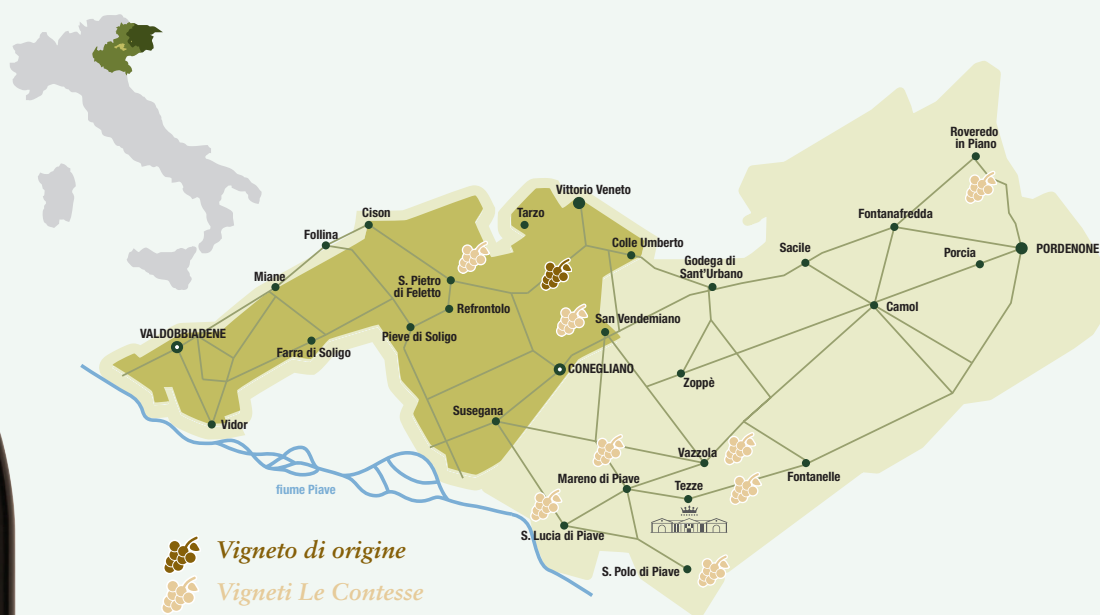 Roveredo
in Piano
Vittorio Veneto
Cison
Tarzo
Fontanafredda
Follina
Colle Umberto
Sacile
Porcia
PORDENONE
Godega di
Sant'Urbano
Miane
S. Pietro
di Feletto
Refrontolo
Camol
San Vendemiano
VALDOBBIADENE
Pieve di Soligo
Farra di Soligo
CONEGLIANO
Zoppè
Susegana
Vidor
Vazzola
Mareno di Piave
Tezze
Fontanelle
fiume Piave
S. Lucia di Piave
S. Polo di Piave
Vigneto di origine
Vigneti Le Contesse